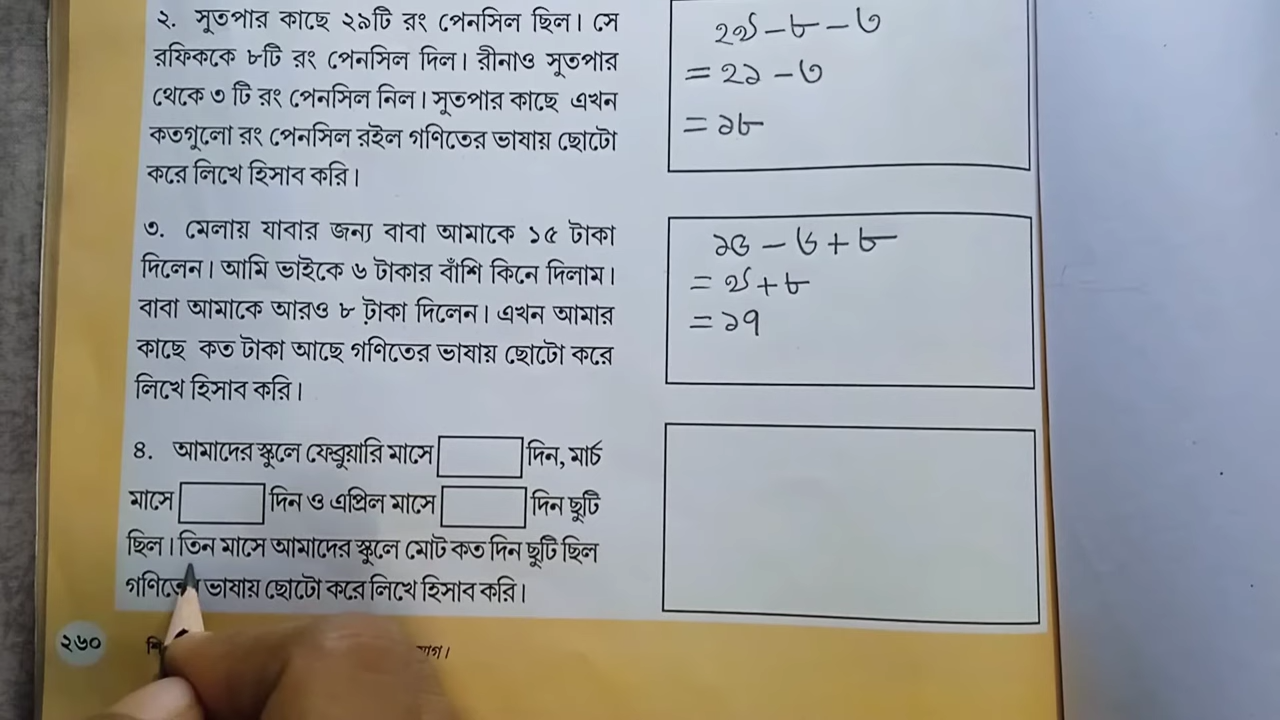 ২. সুতপার কাছে ২৯টি রং পেনসিল ছিল। সে
রফিককে ৮টি রং পেনসিল দিল। রীনাও সুতপার
থেকে ৩ টি রং পেনসিল নিল। সুতপার কাছে এখন
কতগুলো রং পেনসিল রইল গণিতের ভাষায় ছোটো
করে লিখে হিসাব করি।
২৯ - ৮ - ৩
= ২১ - ৩
= ১৮
৩. মেলায় যাবার জন্য বাবা আমাকে ১৫ টাকা
দিলেন। আমি ভাইকে ৬ টাকার বাঁশি কিনে দিলাম।
বাবা আমাকে আরও ৮ টাকা দিলেন। এখন আমার
কাছে কত টাকা আছে গণিতের ভাষায় ছোটো করে
লিখে হিসাব করি।
১৫ - ৬ + ৮
= ৯ + ৮
= ১৭
৪. আমাদের স্কুলে ফেব্রুয়ারি মাসে দিন, মার্চ
মাসে দিন ও এপ্রিল মাসে দিন ছুটি
ছিল। তিন মাসে আমাদের স্কুলে মোট কত দিন ছুটি ছিল
গণিতের ভাষায় ছোটো করে লিখে হিসাব করি।
২৬০